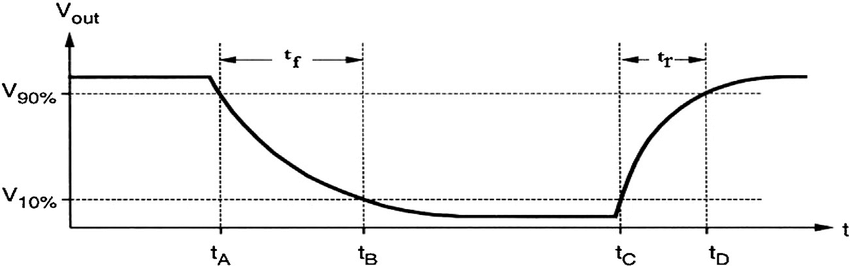 Vout
tf tr
V90%
V10%
t
tA tB tC tD